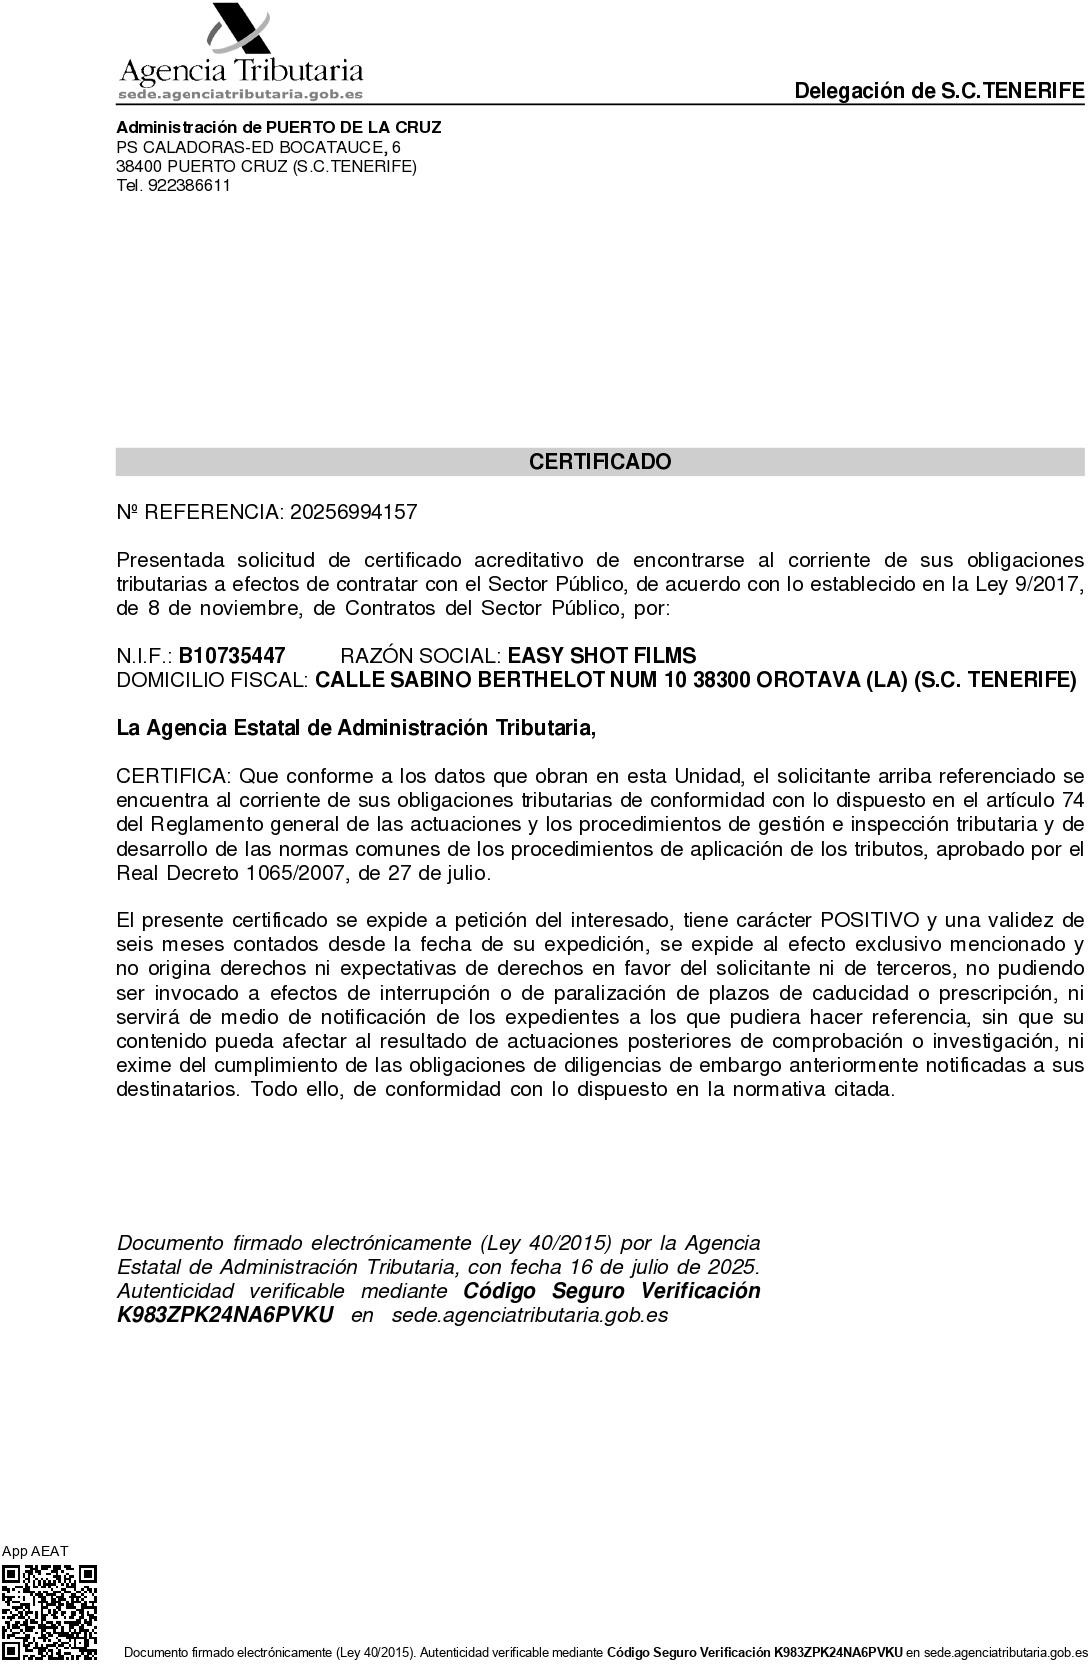 Agencia Tributaria
sede.agenciatributaria.gob.es
Delegación de S.C.TENERIFE
Administración de PUERTO DE LA CRUZ
PS CALADORAS-ED BOCATAUCE, 6
38400 PUERTO CRUZ (S.C.TENERIFE)
Tel. 922386611
CERTIFICADO
Nº REFERENCIA: 20256994157
Presentada solicitud de certificado acreditativo de encontrarse al corriente de sus obligaciones
tributarias a efectos de contratar con el Sector Público, de acuerdo con lo establecido en la Ley 9/2017,
de 8 de noviembre, de Contratos del Sector Público, por:
N.I.F.: B10735447 RAZÓN SOCIAL: EASY SHOT FILMS
DOMICILIO FISCAL: CALLE SABINO BERTHELOT NUM 10 38300 OROTAVA (LA) (S.C. TENERIFE)
La Agencia Estatal de Administración Tributaria,
CERTIFICA: Que conforme a los datos que obran en esta Unidad, el solicitante arriba referenciado se
encuentra al corriente de sus obligaciones tributarias de conformidad con lo dispuesto en el artículo 74
del Reglamento general de las actuaciones y los procedimientos de gestión e inspección tributaria y de
desarrollo de las normas comunes de los procedimientos de aplicación de los tributos, aprobado por el
Real Decreto 1065/2007, de 27 de julio.
El presente certificado se expide a petición del interesado, tiene carácter POSITIVO y una validez de
seis meses contados desde la fecha de su expedición, se expide al efecto exclusivo mencionado y
no origina derechos ni expectativas de derechos en favor del solicitante ni de terceros, no pudiendo
ser invocado a efectos de interrupción o de paralización de plazos de caducidad o prescripción, ni
servirá de medio de notificación de los expedientes a los que pudiera hacer referencia, sin que su
contenido pueda afectar al resultado de actuaciones posteriores de comprobación o investigación, ni
exime del cumplimiento de las obligaciones de diligencias de embargo anteriormente notificadas a sus
destinatarios. Todo ello, de conformidad con lo dispuesto en la normativa citada.
Documento firmado electrónicamente (Ley 40/2015) por la Agencia
Estatal de Administración Tributaria, con fecha 16 de julio de 2025.
Autenticidad verificable mediante Código Seguro Verificación
K983ZPK24NA6PVKU en sede.agenciatributaria.gob.es
App AEAT
Documento firmado electrónicamente (Ley 40/2015). Autenticidad verificable mediante Código Seguro Verificación K983ZPK24NA6PVKU en sede.agenciatributaria.gob.es